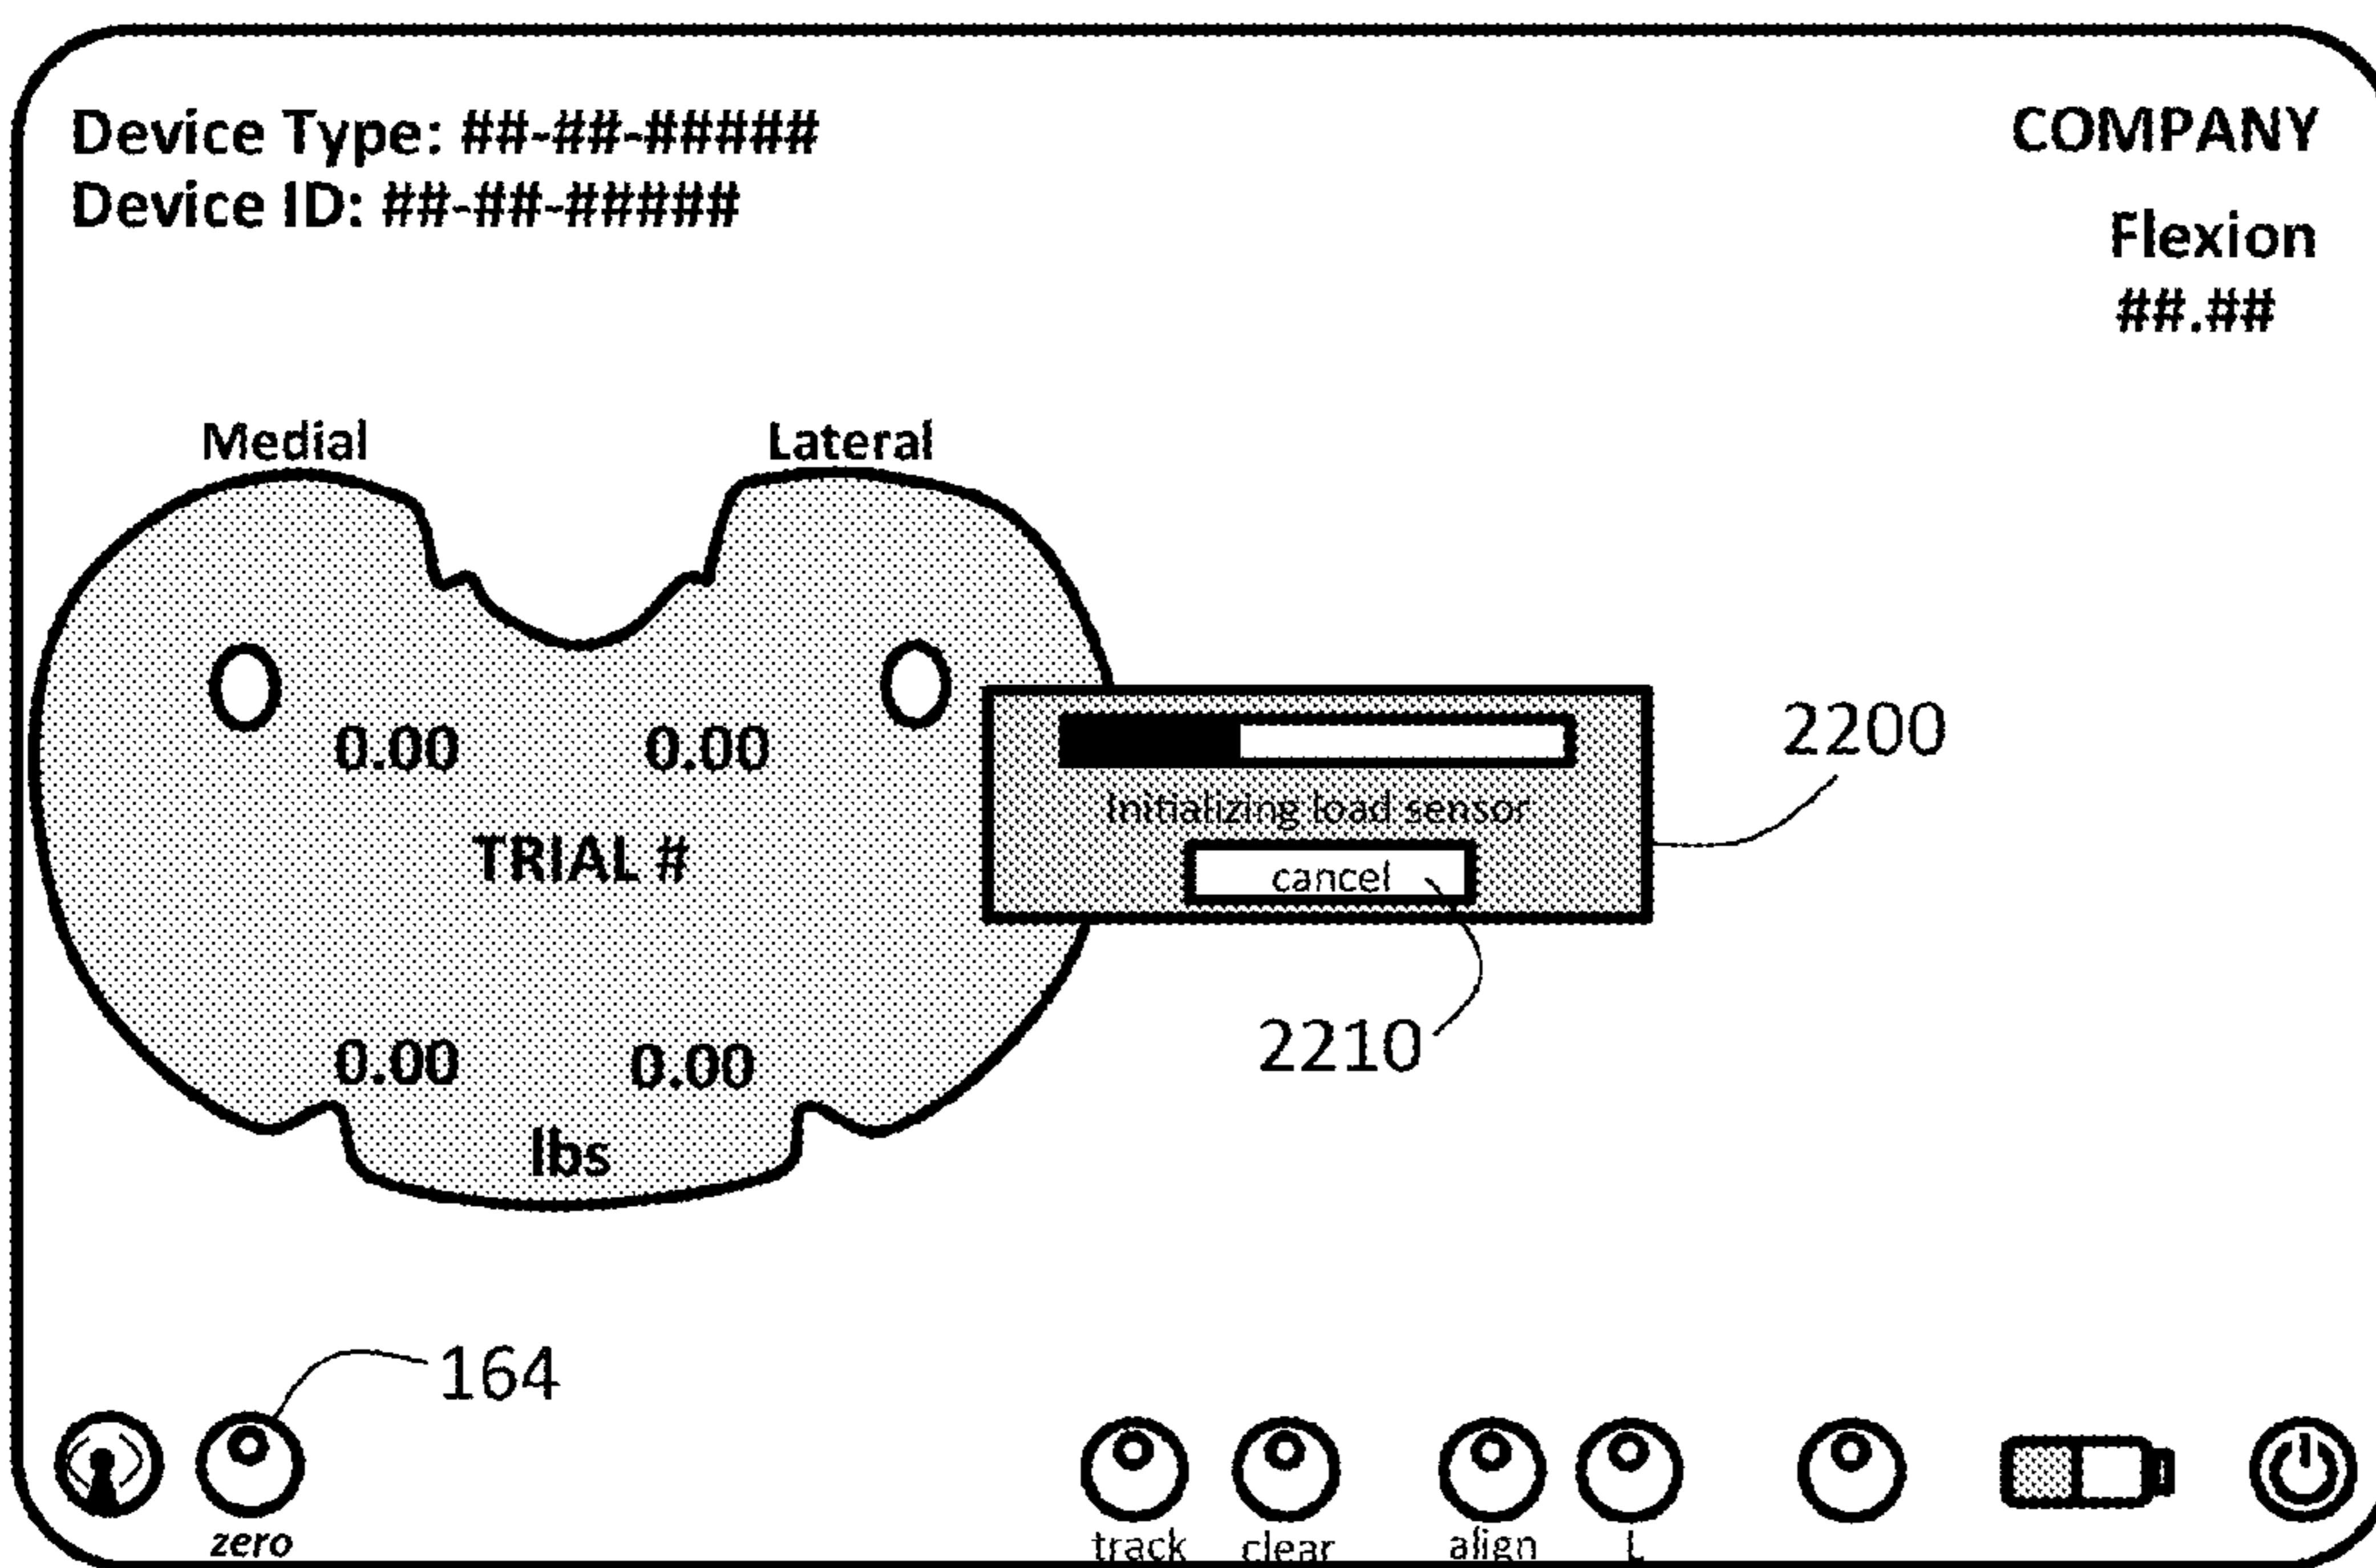 Device Type: ##-##-#####
COMPANY
Device ID: ##-##-#####
Flexion
##.##
Medial
Lateral
0.00
0.00
2200
Initializing load sensor
TRIAL #
cancel
2210
0.00
0.00
lbs
164
zero
track
clear
align
L